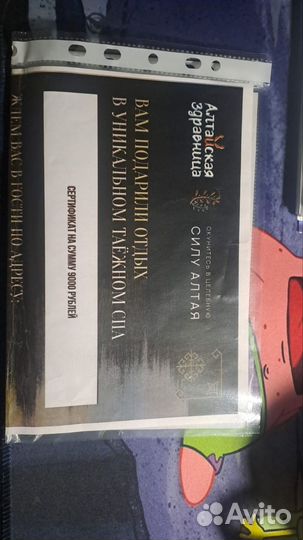 Алтайская
здравница
ОКУНИТЕСЬ В ЦЕЛЕБНУЮ
СИЛУ АЛТАЯ
ВАМ ПОДАРИЛИ ОТДЫХ
В УНИКАЛЬНОМ ТАЁЖНОМ СПА
СЕРТИФИКАТ НА СУММУ 9000 РУБЛЕЙ
ЖДЕМ ВАС В ГОСТИ ПО АДРЕСУ:
Avito